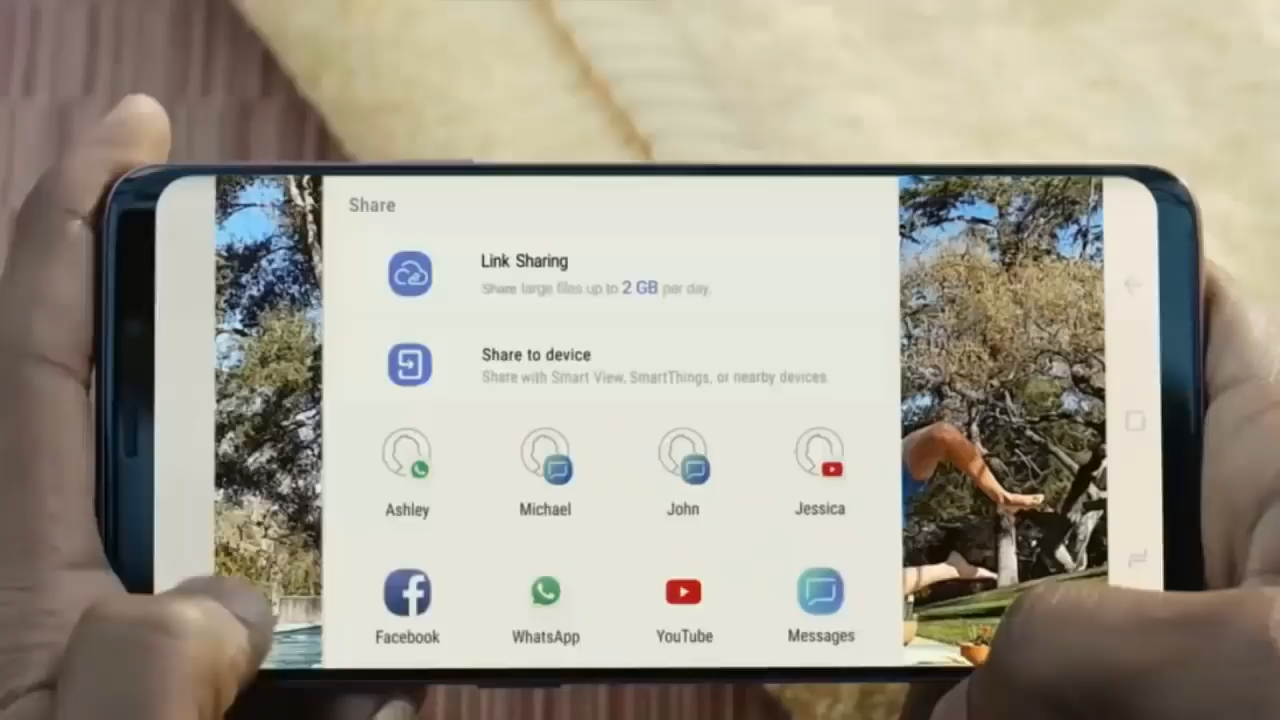 Share
Link Sharing
Share large files up to 2 GB per day.
Share to device
Share with Smart View, SmartThings, or nearby devices.
Ashley Michael John Jessica
Facebook WhatsApp YouTube Messages